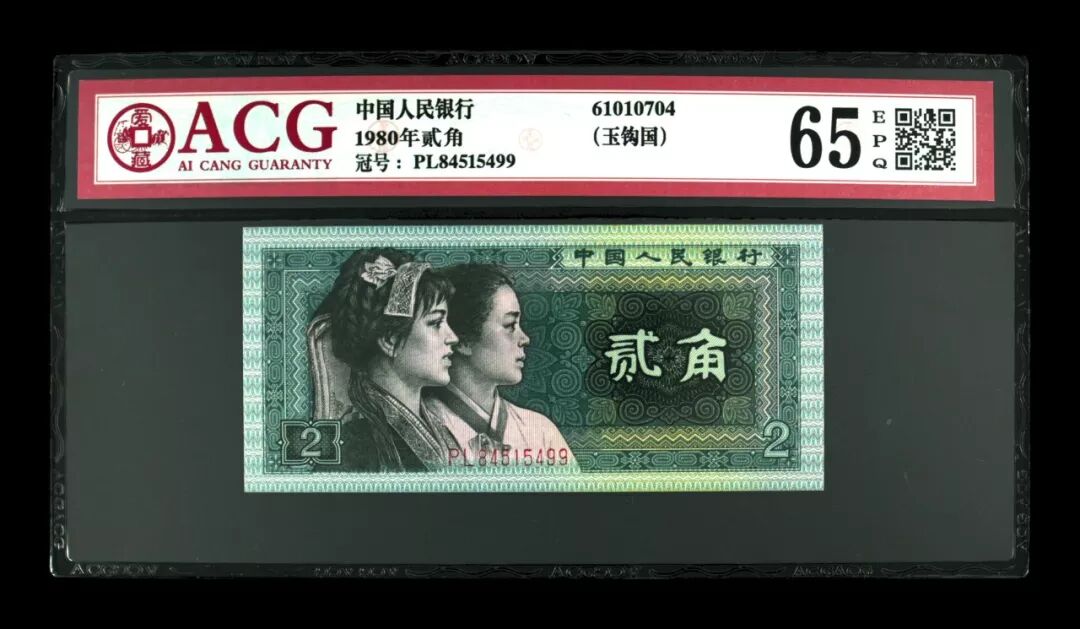 ACG
AI CANG GUARANTY
中国人民银行
1980年贰角
冠号：PL84515499
61010704
（玉钩国）
65
EPQ
中国人民银行
贰角
2
2
PL84515499